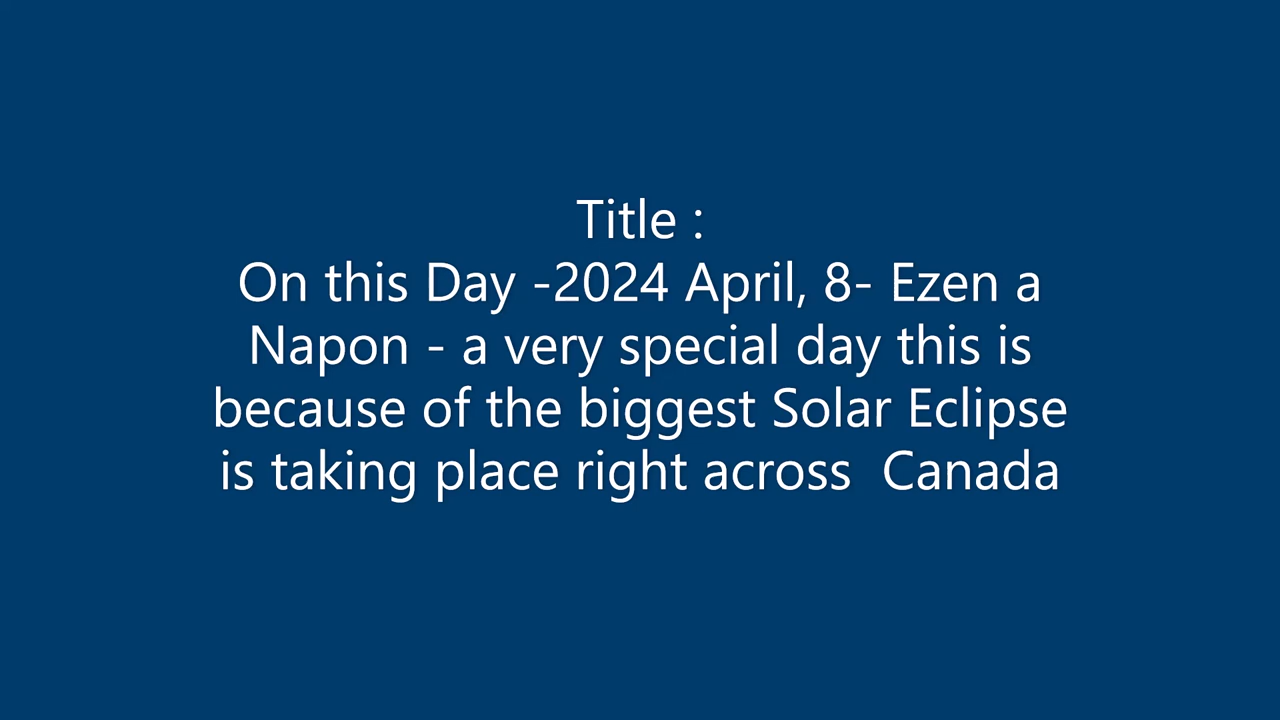 Title :
On this Day -2024 April, 8- Ezen a
Napon - a very special day this is
because of the biggest Solar Eclipse
is taking place right across  Canada